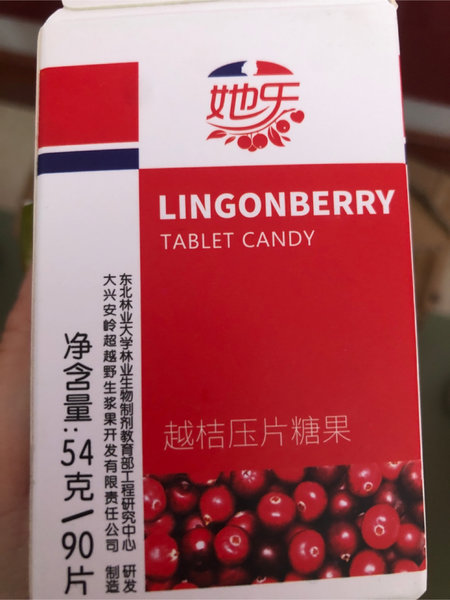 她乐
LINGONBERRY
TABLET CANDY
越桔压片糖果
东北林业大学林业生物制剂教育部工程研究中心 研发
大兴安岭超越野生浆果开发有限责任公司 制造
净含量:54克/90片